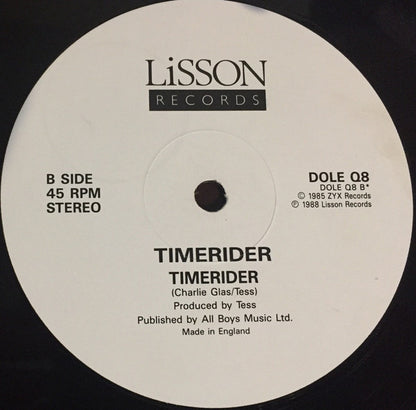 LiSSON
RECORDS
B SIDE
45 RPM
STEREO
DOLE Q8
DOLE Q8 B*
© 1985 ZYX Records
℗ 1988 Lisson Records
TIMERIDER
TIMERIDER
(Charlie Glas/Tess)
Produced by Tess
Published by All Boys Music Ltd.
Made in England